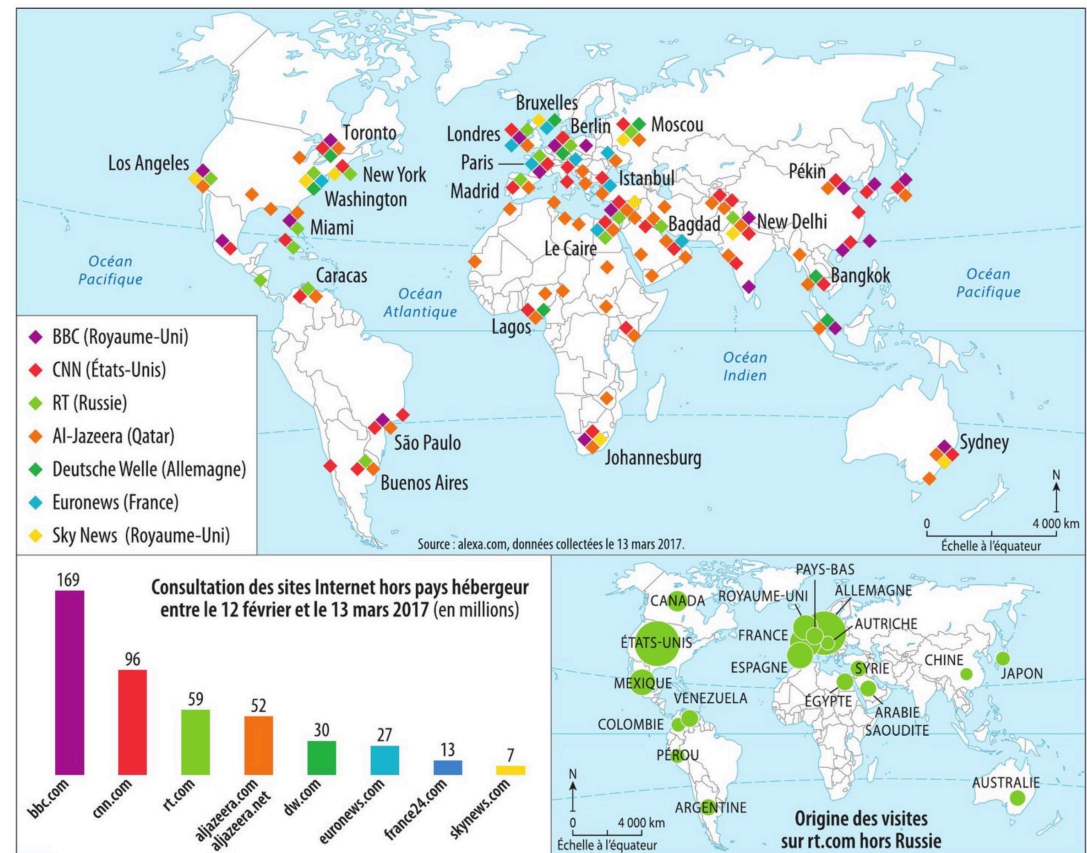 Bruxelles
Toronto
Londres
Berlin
Moscou
Los Angeles
Paris
New York
Pékin
Washington
Madrid
Istanbul
Miami
Bagdad
New Delhi
Le Caire
Océan
Pacifique
Caracas
Océan
Atlantique
Bangkok
Océan
Pacifique
Lagos
Océan
Indien
São Paulo
Johannesburg
Sydney
Buenos Aires
BBC (Royaume-Uni)
CNN (États-Unis)
RT (Russie)
Al-Jazeera (Qatar)
Deutsche Welle (Allemagne)
Euronews (France)
Sky News (Royaume-Uni)
N
0 4 000 km
Échelle à l'équateur
Source : alexa.com, données collectées le 13 mars 2017.
Consultation des sites Internet hors pays hébergeur
entre le 12 février et le 13 mars 2017 (en millions)
169
96
59
52
30
27
13
7
bbc.com
cnn.com
rt.com
aljazeera.com
aljazeera.net
dw.com
euronews.com
france24.com
skynews.com
PAYS-BAS
CANADA
ROYAUME-UNI
ALLEMAGNE
ÉTATS-UNIS
FRANCE
AUTRICHE
ESPAGNE
SYRIE
CHINE
JAPON
MEXIQUE
VENEZUELA
ÉGYPTE
ARABIE
SAOUDITE
COLOMBIE
PÉROU
AUSTRALIE
ARGENTINE
N
0 4 000 km
Échelle à l'équateur
Origine des visites
sur rt.com hors Russie